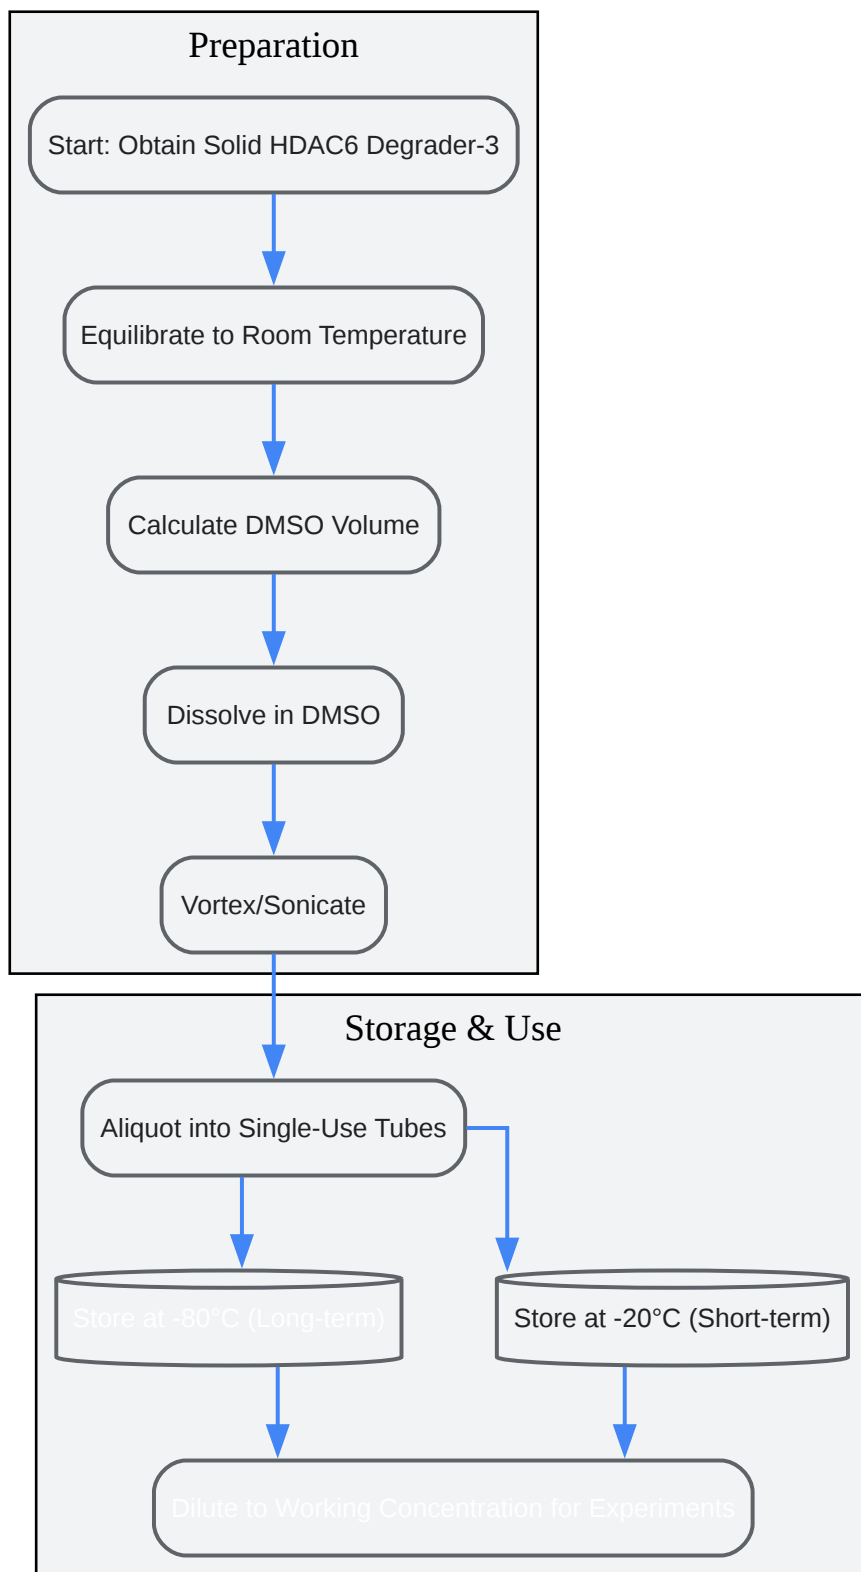 Preparation
Start: Obtain Solid HDAC6 Degrader-3
Equilibrate to Room Temperature
Calculate DMSO Volume
Dissolve in DMSO
Vortex/Sonicate
Storage & Use
Aliquot into Single-Use Tubes
Store at -80°C (Long-term)
Store at -20°C (Short-term)
Dilute to Working Concentration for Experiments